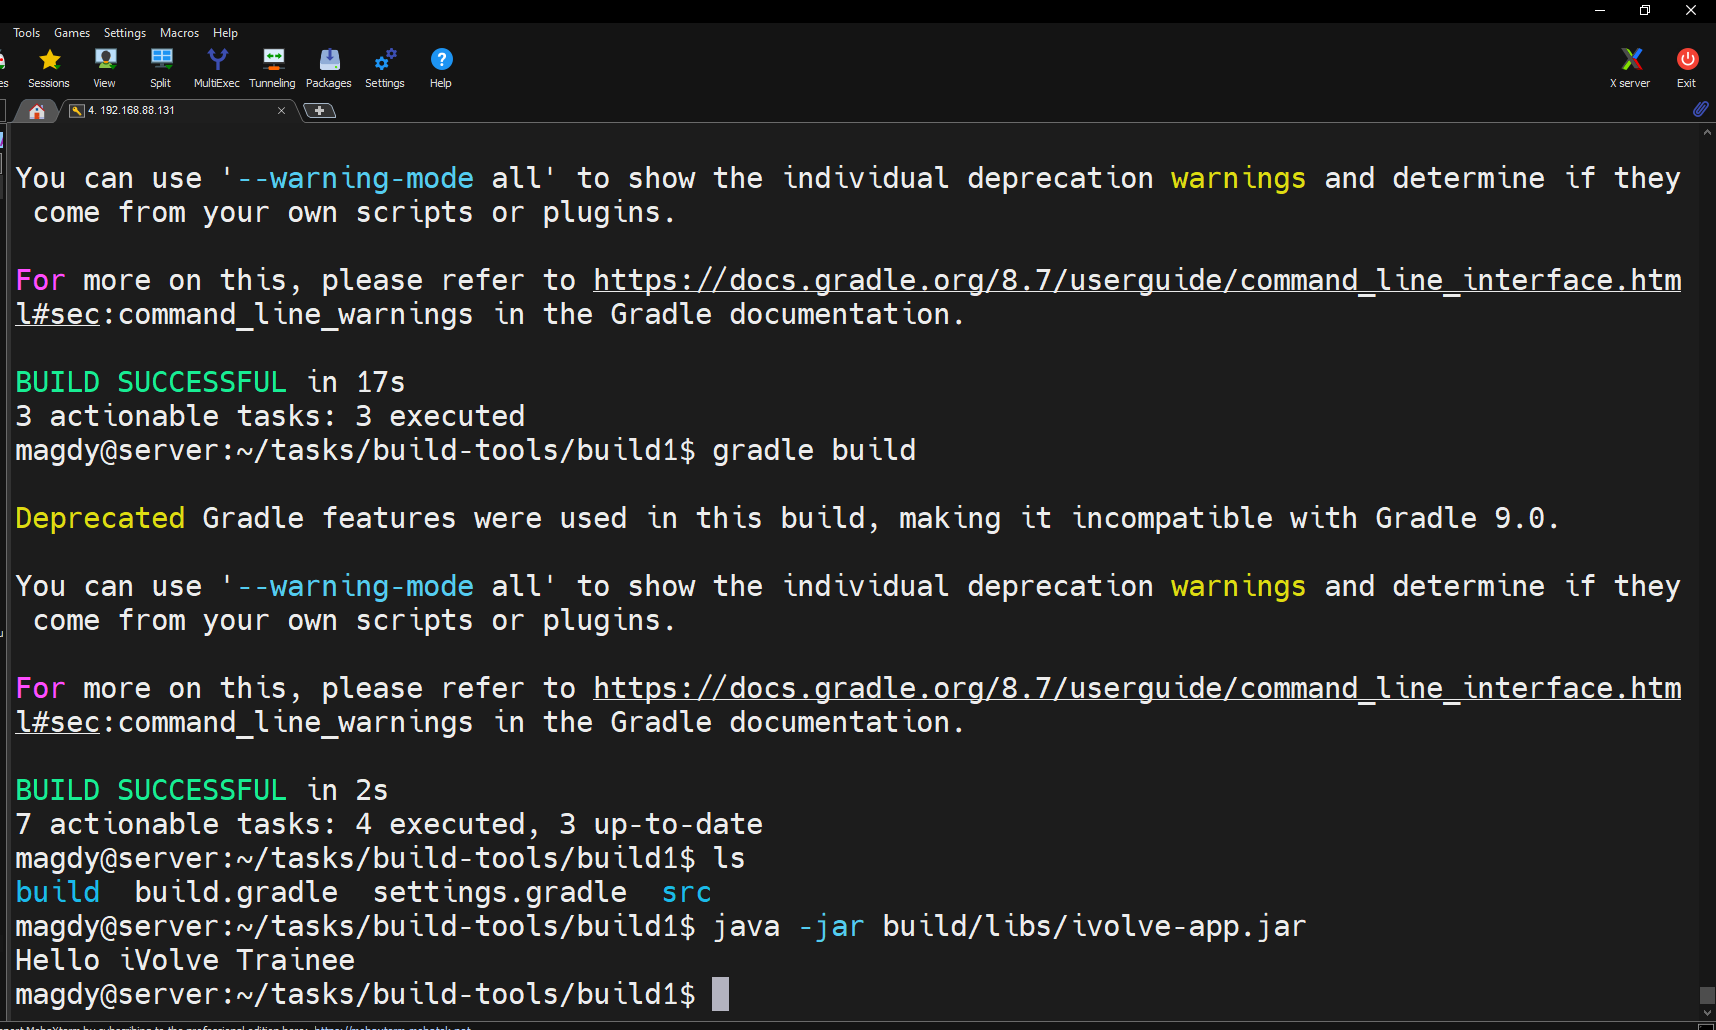 Tools Games Settings Macros Help
Sessions View Split MultiExec Tunneling Packages Settings Help X server Exit
4. 192.168.88.131
You can use '--warning-mode all' to show the individual deprecation warnings and determine if they
come from your own scripts or plugins.
For more on this, please refer to https://docs.gradle.org/8.7/userguide/command_line_interface.htm
l#sec:command_line_warnings in the Gradle documentation.
BUILD SUCCESSFUL in 17s
3 actionable tasks: 3 executed
magdy@server:~/tasks/build-tools/build1$ gradle build
Deprecated Gradle features were used in this build, making it incompatible with Gradle 9.0.
You can use '--warning-mode all' to show the individual deprecation warnings and determine if they
come from your own scripts or plugins.
For more on this, please refer to https://docs.gradle.org/8.7/userguide/command_line_interface.htm
l#sec:command_line_warnings in the Gradle documentation.
BUILD SUCCESSFUL in 2s
7 actionable tasks: 4 executed, 3 up-to-date
magdy@server:~/tasks/build-tools/build1$ ls
build build.gradle settings.gradle src
magdy@server:~/tasks/build-tools/build1$ java -jar build/libs/ivolve-app.jar
Hello iVolve Trainee
magdy@server:~/tasks/build-tools/build1$